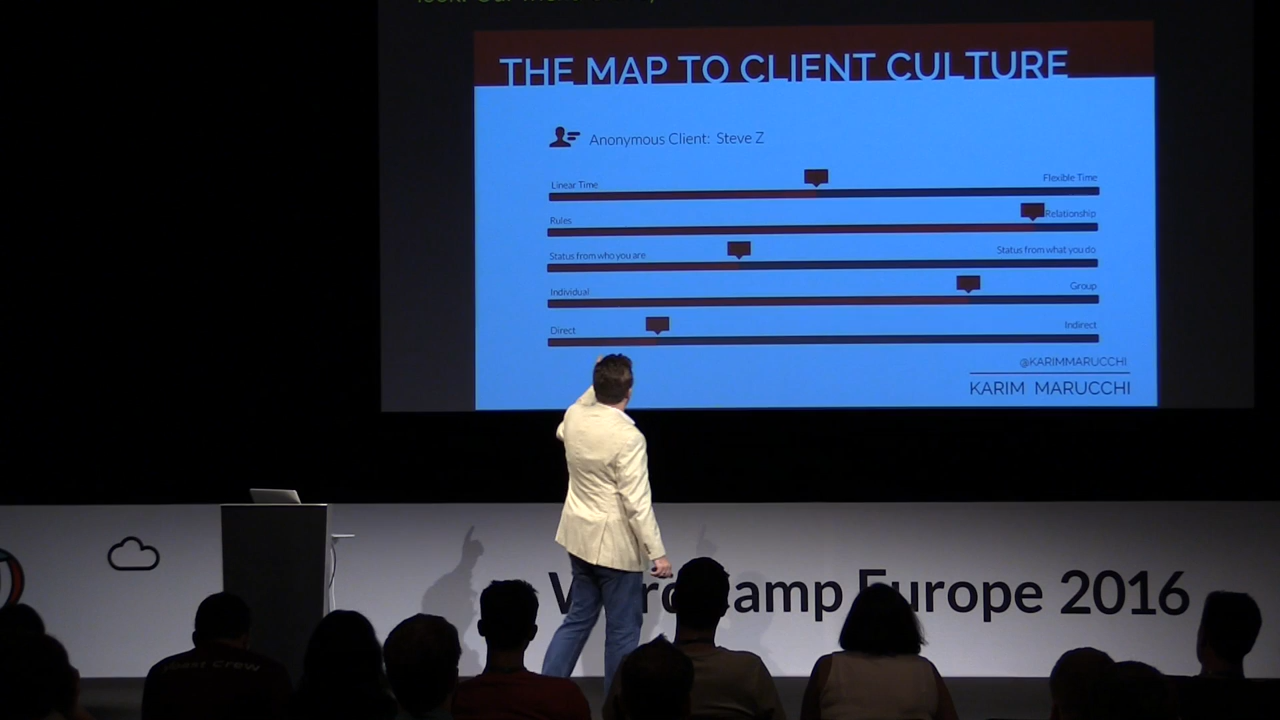 THE MAP TO CLIENT CULTURE
Anonymous Client: Steve Z
Linear Time Flexible Time
Rules Relationship
Status from who you are Status from what you do
Individual Group
Direct Indirect
@KARIMMARUCCHI
KARIM MARUCCHI
Europe 2016
Crew